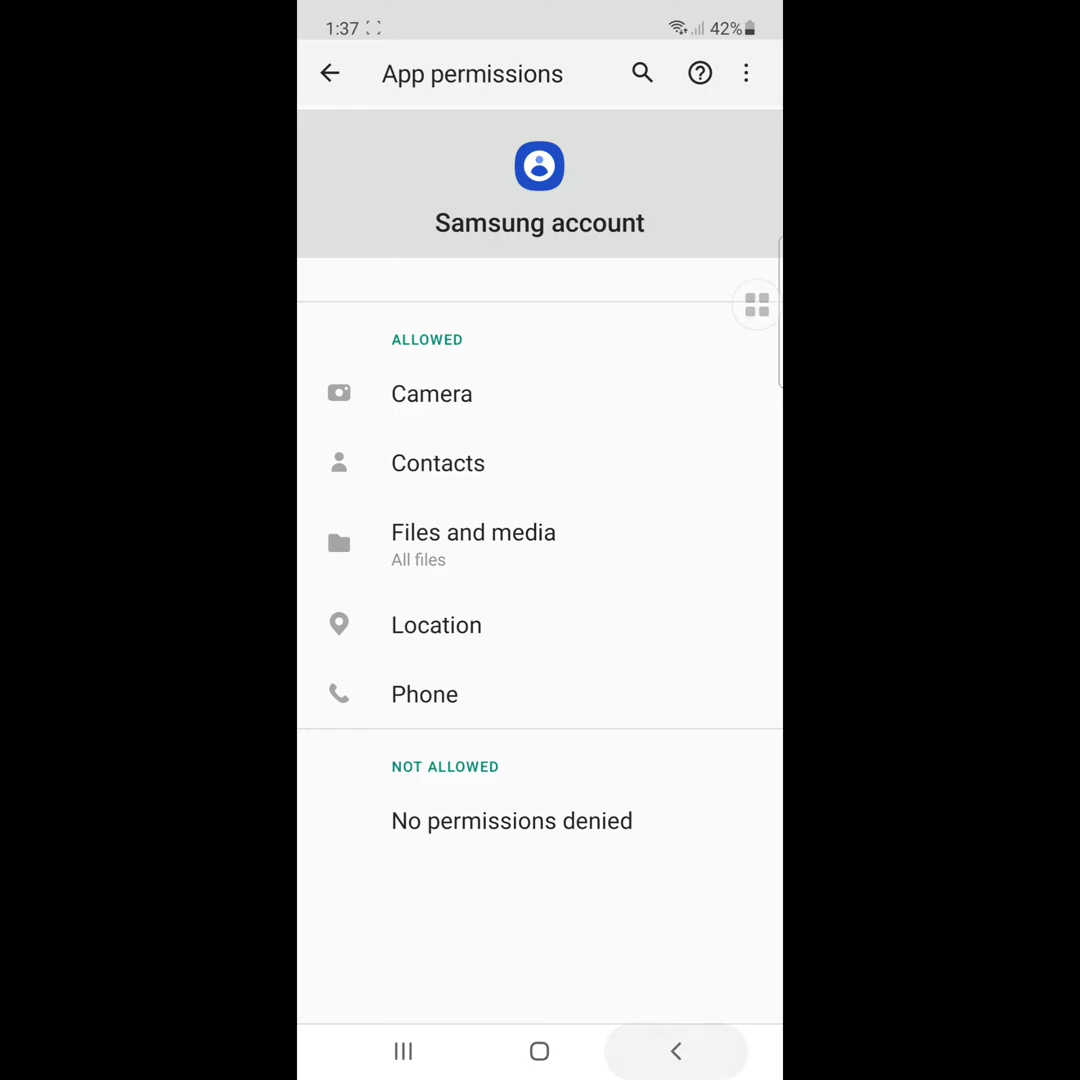 1:37 42%
App permissions
Samsung account
ALLOWED
Camera
Contacts
Files and media
All files
Location
Phone
NOT ALLOWED
No permissions denied